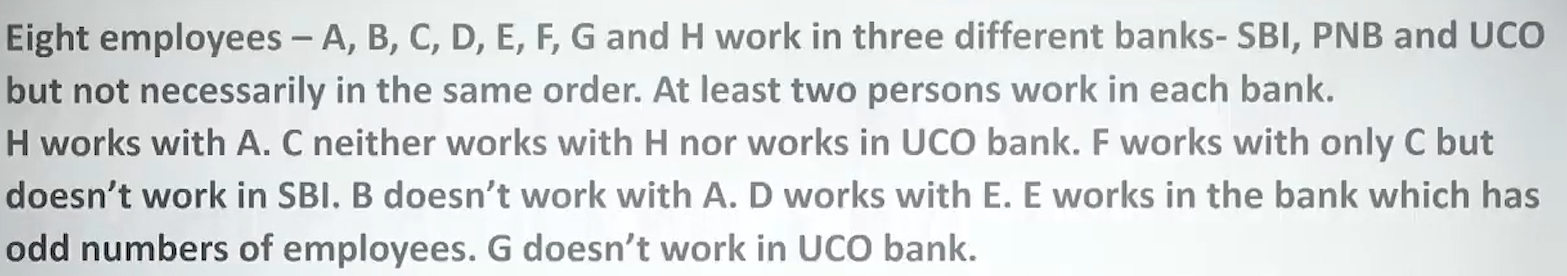 Eight employees – A, B, C, D, E, F, G and H work in three different banks- SBI, PNB and UCO
but not necessarily in the same order. At least two persons work in each bank.
H works with A. C neither works with H nor works in UCO bank. F works with only C but
doesn’t work in SBI. B doesn’t work with A. D works with E. E works in the bank which has
odd numbers of employees. G doesn’t work in UCO bank.